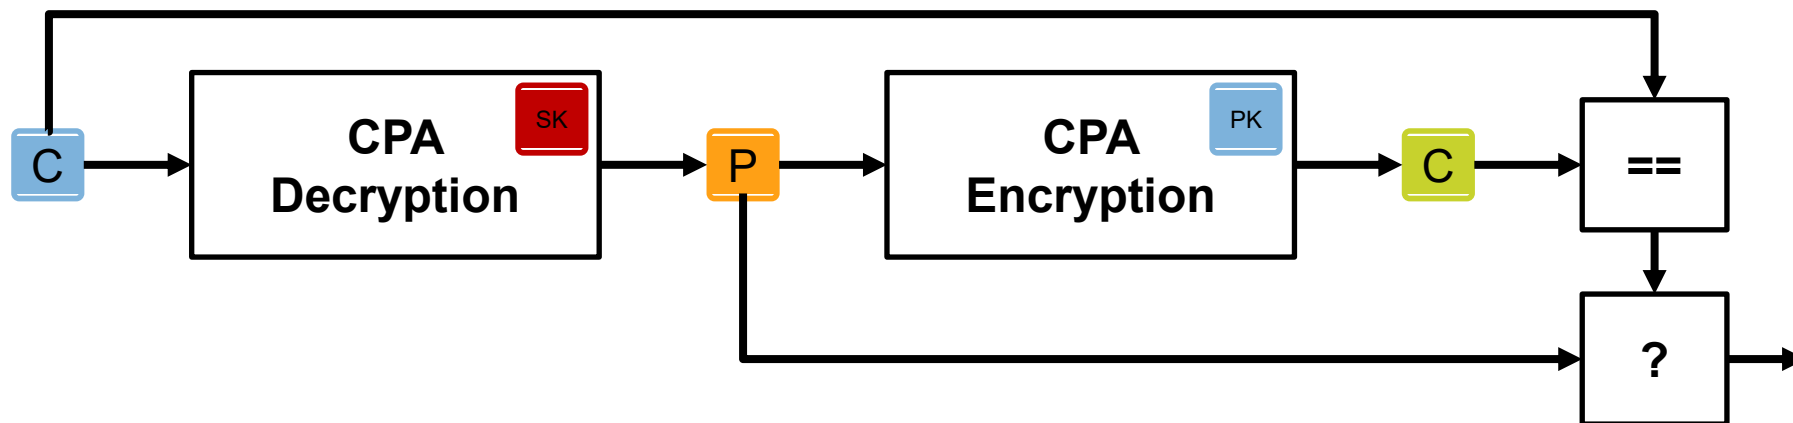 C
CPA
Decryption
SK
P
CPA
Encryption
PK
C
==
?